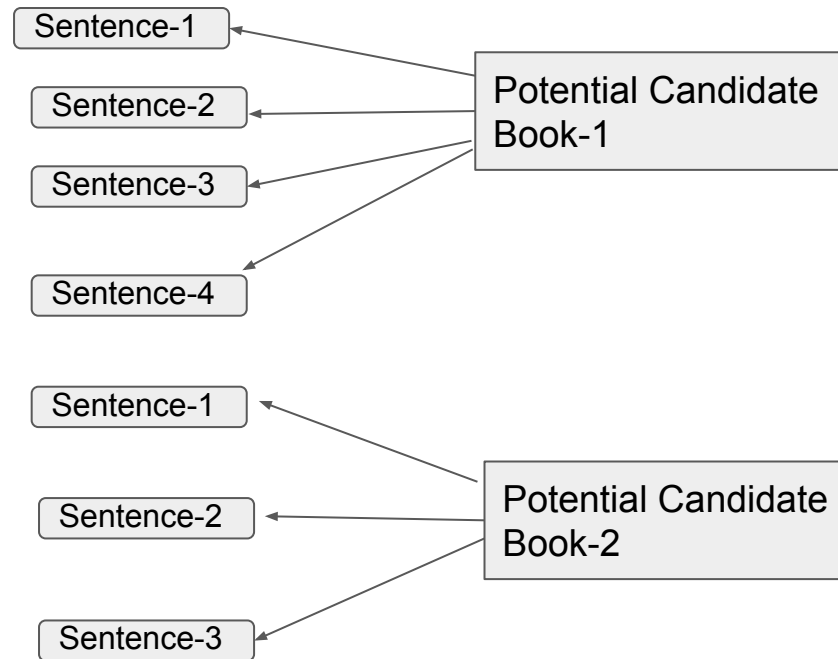 Sentence-1
Sentence-2
Sentence-3
Sentence-4
Potential Candidate
Book-1
Sentence-1
Sentence-2
Sentence-3
Potential Candidate
Book-2